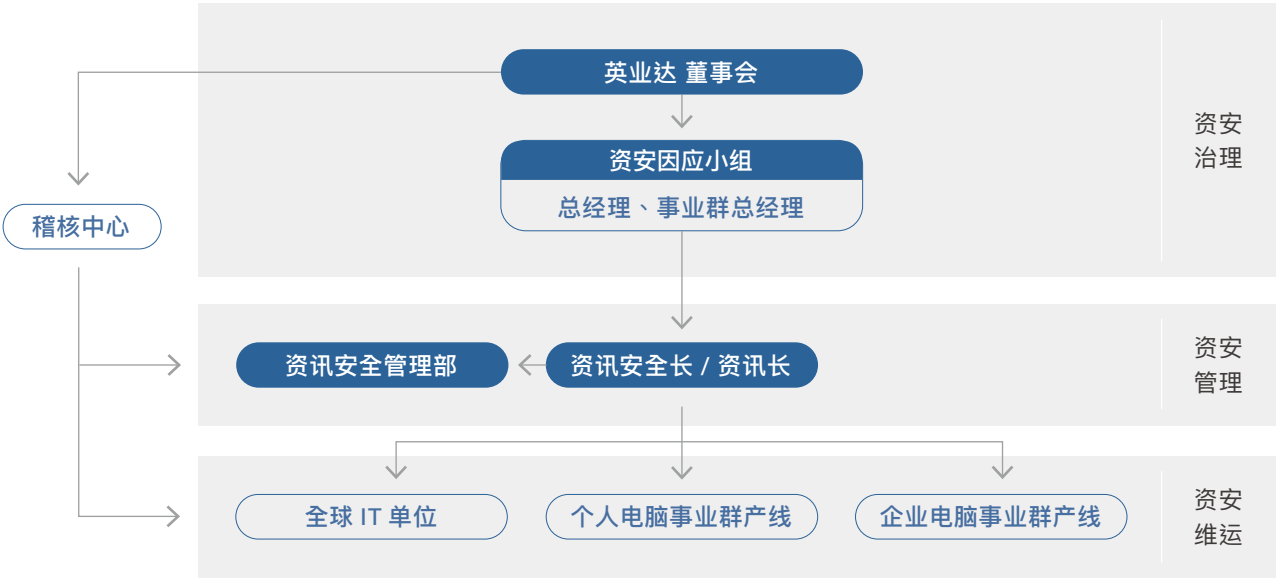 英业达 董事会
资安因应小组
总经理、事业群总经理
资安
治理
稽核中心
资讯安全管理部
资讯安全长 / 资讯长
资安
管理
全球 IT 单位
个人电脑事业群产线
企业电脑事业群产线
资安
维运